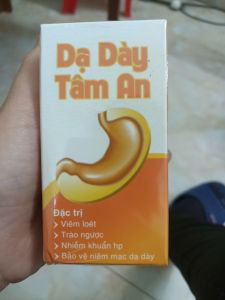 Dạ Dày
Tâm An
Đặc trị
Viêm loét
Trào ngược
Nhiễm khuẩn hp
Bảo vệ niêm mạc dạ dày